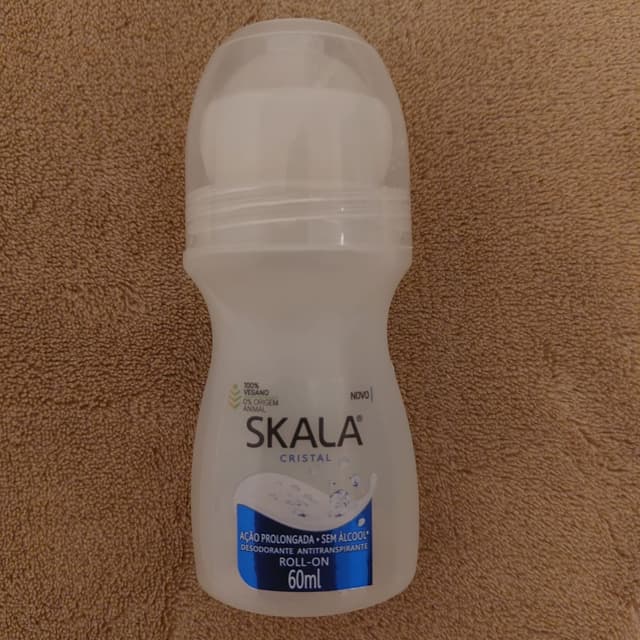 100%
VEGANO
0% ORIGEM
ANIMAL
NOVO
SKALA®
CRISTAL
AÇÃO PROLONGADA • SEM ÁLCOOL*
DESODORANTE ANTITRANSPIRANTE
ROLL-ON
60ml